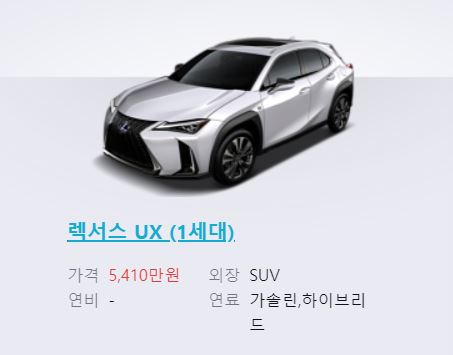 렉서스 UX (1세대)
가격 5,410만원 외장 SUV
연비 - 연료 가솔린,하이브리
드